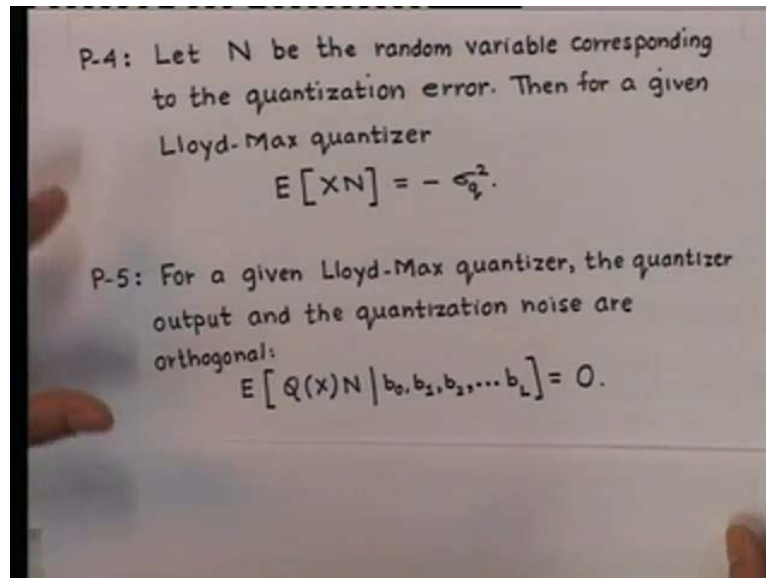 P-4: Let N be the random variable corresponding
to the quantization error. Then for a given
Lloyd-Max quantizer
E[XN] = - σq².
P-5: For a given Lloyd-Max quantizer, the quantizer
output and the quantization noise are
orthogonal:
E[Q(X)N | b₀, b₁, b₂, ... b_L] = 0.